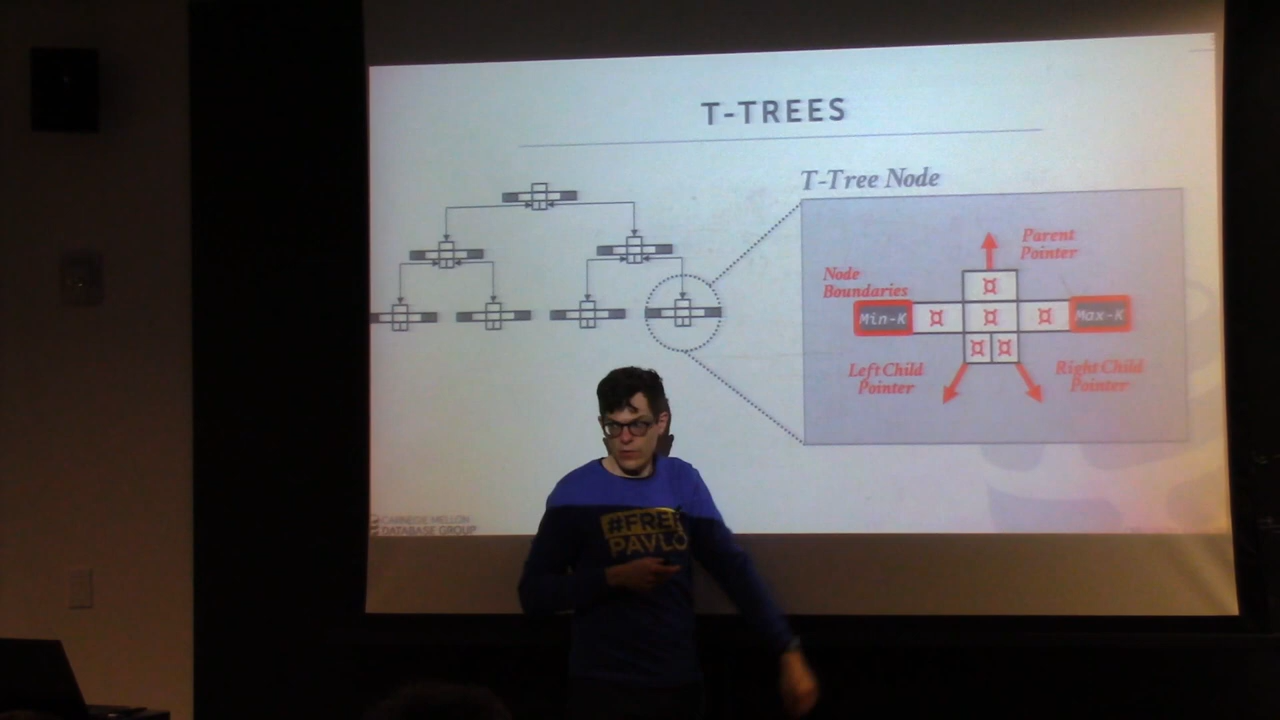 T-TREES
T-Tree Node
Parent
Pointer
Node
Boundaries
Min-K
Max-K
Left Child
Pointer
Right Child
Pointer
CARNEGIE MELLON
DATABASE GROUP
#FREE
PAVLO